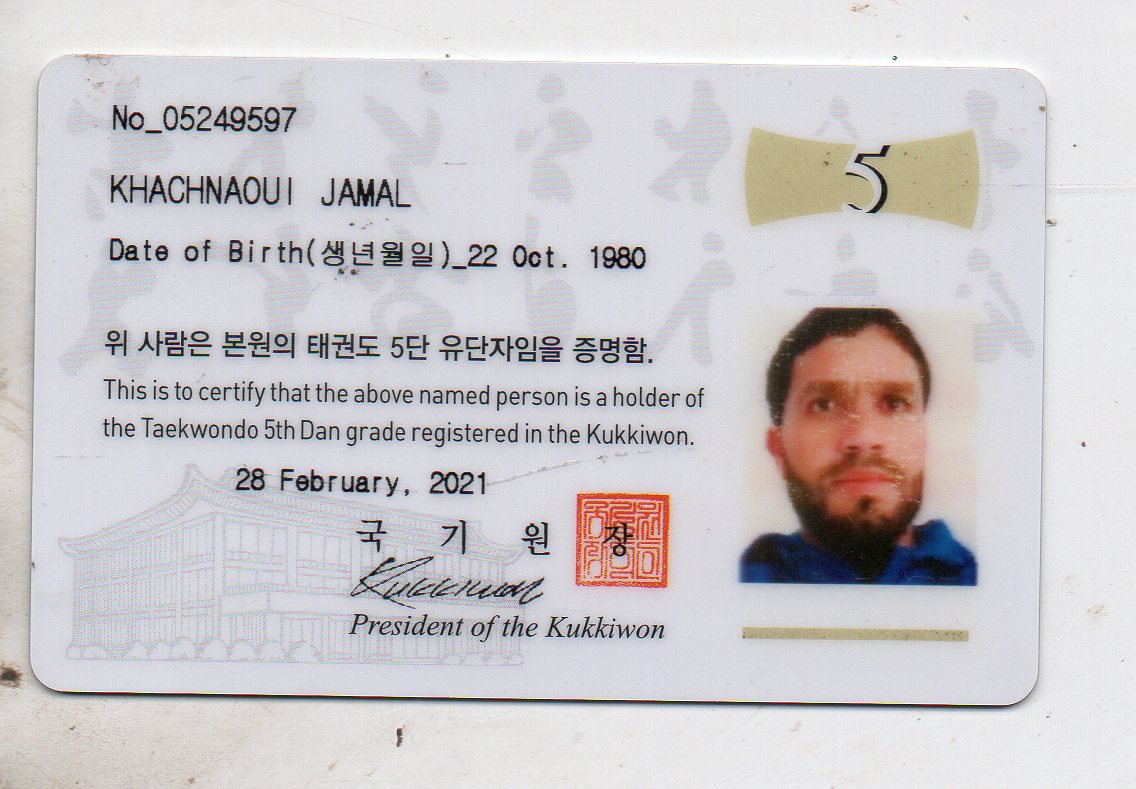 No_05249597
5
KHACHNAOUI JAMAL
Date of Birth(생년월일)_22 Oct. 1980
위 사람은 본원의 태권도 5단 유단자임을 증명함.
This is to certify that the above named person is a holder of
the Taekwondo 5th Dan grade registered in the Kukkiwon.
28 February, 2021
국 기 원 장
Kukkiwon
President of the Kukkiwon